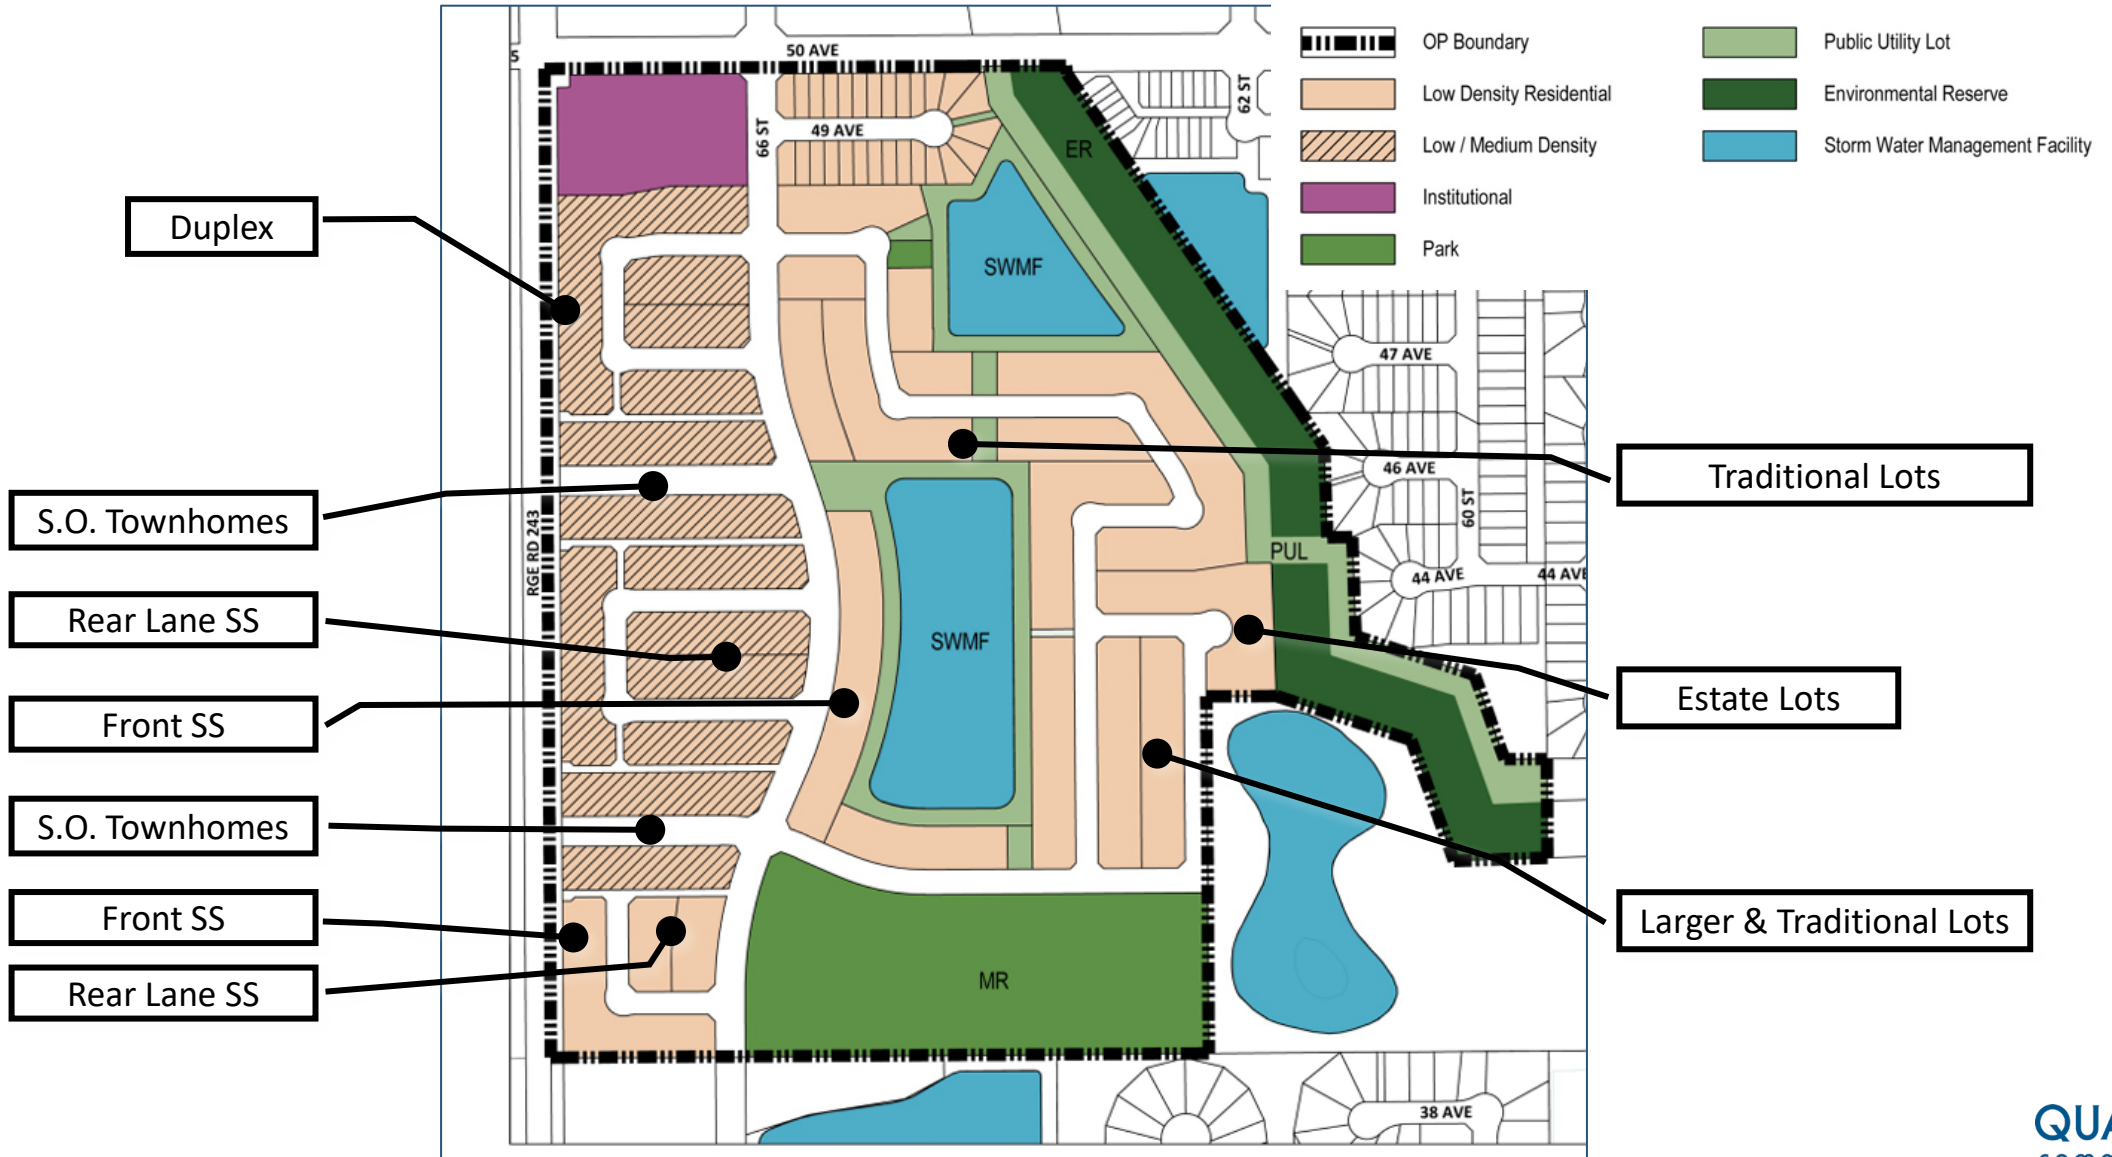 50 AVE
5
66 ST
49 AVE
62 ST
ER
SWMF
47 AVE
46 AVE
60 ST
RGE RD 243
PUL
44 AVE
44 AVE
SWMF
MR
38 AVE
OP Boundary
Low Density Residential
Low / Medium Density
Institutional
Park
Public Utility Lot
Environmental Reserve
Storm Water Management Facility
Duplex
S.O. Townhomes
Rear Lane SS
Front SS
S.O. Townhomes
Front SS
Rear Lane SS
Traditional Lots
Estate Lots
Larger & Traditional Lots